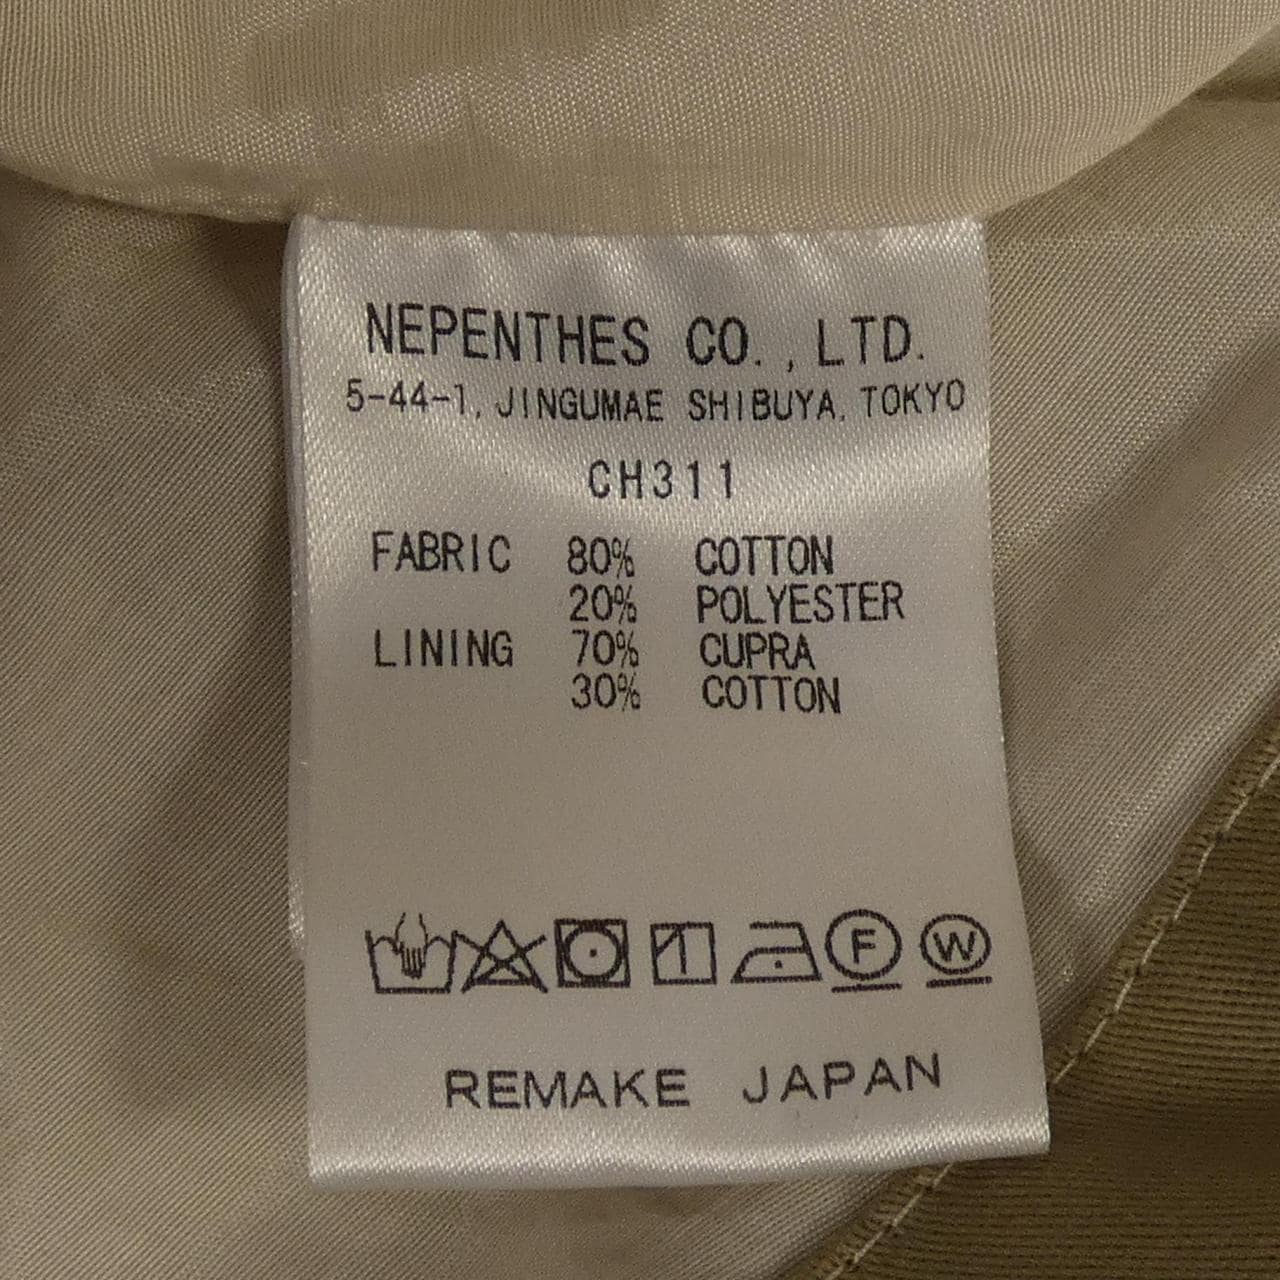 NEPENTHES CO., LTD.
5-44-1, JINGUMAE SHIBUYA, TOKYO
CH311
FABRIC 80% COTTON
20% POLYESTER
LINING 70% CUPRA
30% COTTON
F W
REMAKE JAPAN